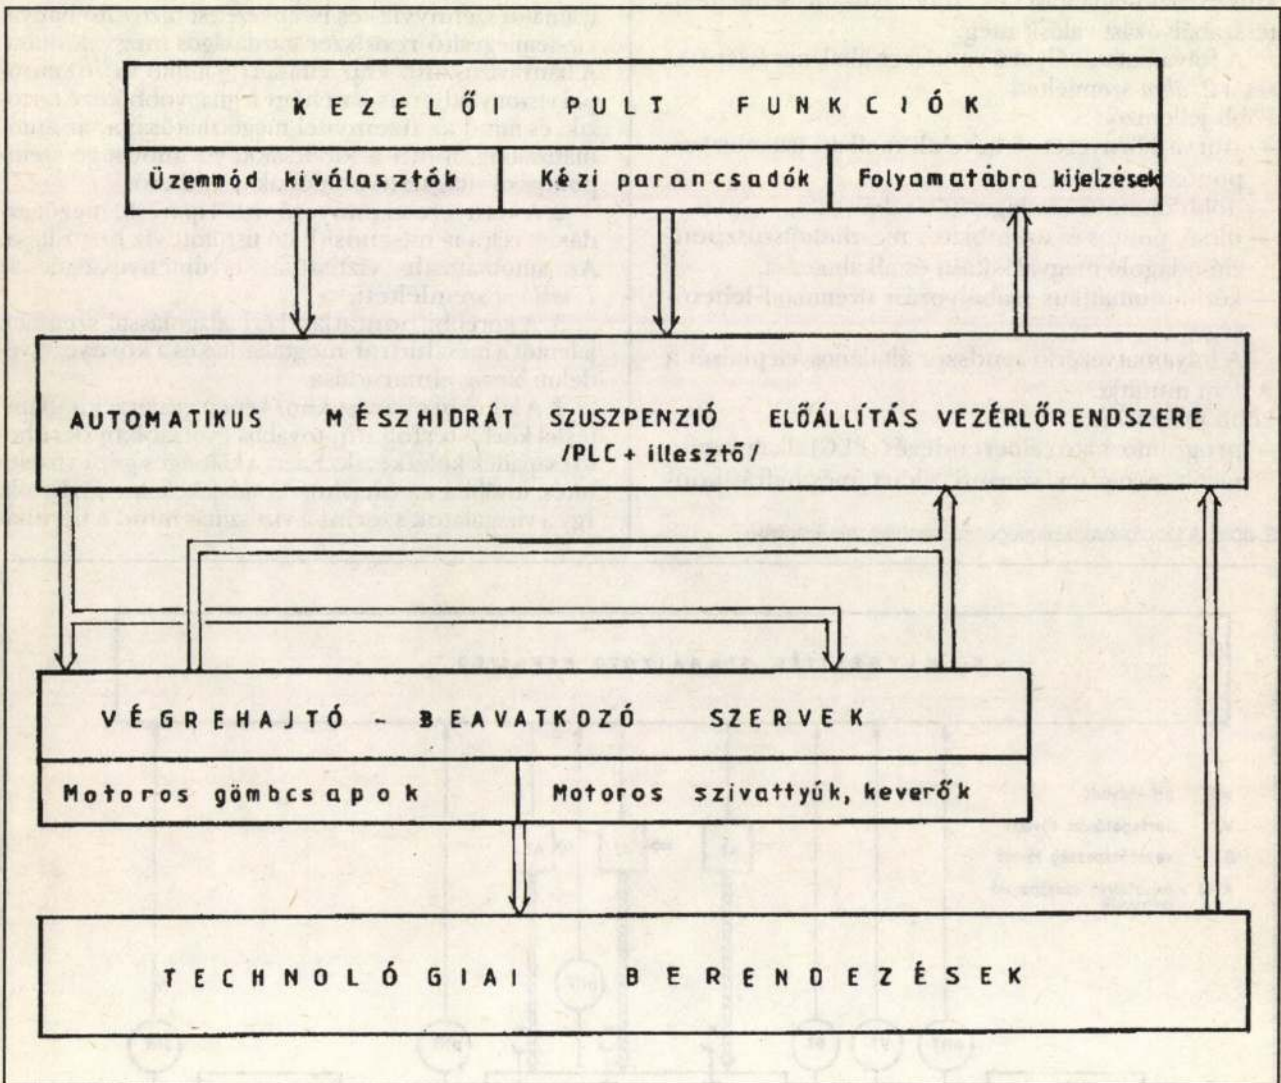 KEZELŐ PULT FUNKCIÓK
Üzemmód kiválasztók
Kézi parancsadók
Folyamatábra kijelzések
AUTOMATIKUS MÉSZHIDRÁT SZUSZPENZIÓ ELŐÁLLÍTÁS VEZÉRLŐRENDSZERE
/PLC + illesztő/
VÉGREHAJTÓ - BEAVATKOZÓ SZERVEK
Motoros gömbcsapok
Motoros szivattyúk, keverők
TECHNOLÓGIAI BERENDEZÉSEK